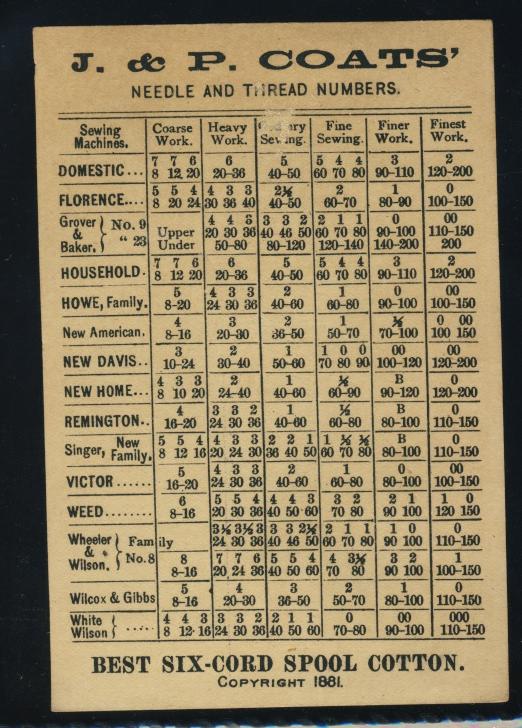 J. & P. COATS'
NEEDLE AND THREAD NUMBERS.
Sewing Machines. Coarse Work. Heavy Work. Sewing. Fine Sewing. Finer Work. Finest Work.
7 7 6 6 5 5 4 4 3 2
DOMESTIC... 8 12 20 20-36 40-50 60 70 80 90-110 120-200
5 5 4 4 3 3 2½ 2 1 0
FLORENCE.... 8 20 24 30 36 40 40-50 60-70 80-90 100-150
Grover & Baker. No. 9 4 3 3 3 2 2 1 1 0 00
4 " 23 Upper 20 30 36 40 46 50 60 70 80 90-100 110-150
Under 50-80 80-120 120-140 140-200 200
7 7 6 6 5 5 4 4 3 2
HOUSEHOLD. 8 12 20 20-36 40-50 60 70 80 90-110 120-200
5 4 3 3 2 1 0 00
HOWE, Family. 8-20 24 30 36 40-60 60-80 90-100 100-150
4 3 2 1 ½ 0 00
New American. 8-16 20-30 36-50 50-70 70-100 100 150
3 2 1 1 0 0 00 00
NEW DAVIS.. 10-24 30-40 50-60 70 80 90 100-120 120-200
4 3 3 2 1 ½ B 0
NEW HOME... 8 10 20 24-40 40-60 60-90 90-120 120-200
4 3 3 2 1 ½ B 0
REMINGTON.. 16-20 24 30 36 40-60 60-80 80-100 110-150
5 5 4 4 3 3 2 2 1 1 ½ ½ B 0
Singer, New Family. 8 12 16 20 24 30 36 40 50 60 70 80 80-100 110-150
5 4 3 3 2 1 0 00
VICTOR ...... 16-20 24 30 36 40-60 60-80 80-100 100-150
6 5 5 4 4 4 3 3 2 2 1 1 0
WEED........ 8-16 20 30 36 40 50 60 70 80 90 100 120 150
Wheeler & Wilson. Family 3½ 3½ 3 3 3 2½ 2 1 1 1 0 0
24 30 36 40 46 50 60 70 80 90 100 110-150
No. 8 8 7 7 6 5 5 4 4 3½ 3 2 1
8-16 20 24 36 40 50 60 70 80 90 100 100-150
5 4 3 2 1 0
Wilcox & Gibbs 8-16 20-30 36-50 50-70 80-100 110-150
4 4 3 3 3 2 2 1 1 0 00 000
White Wilson ..... 8 12 16 24 30 36 40 50 60 70-80 90-100 110-150
BEST SIX-CORD SPOOL COTTON.
COPYRIGHT 1881.